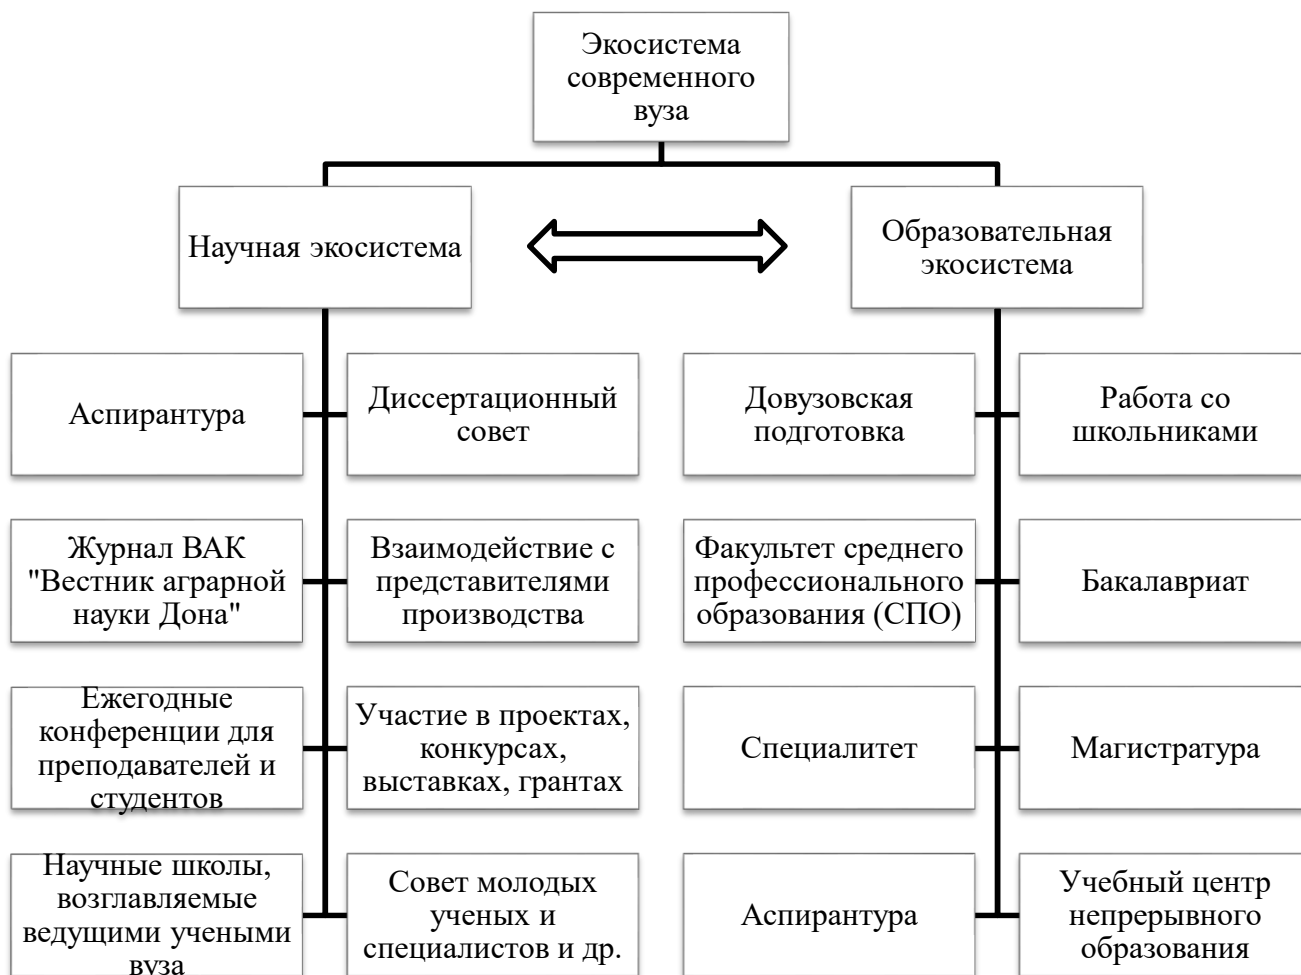 Экосистема
современного
вуза
Научная экосистема
Образовательная
экосистема
Аспирантура
Диссертационный
совет
Довузовская
подготовка
Работа со
школьниками
Журнал ВАК
"Вестник аграрной
науки Дона"
Взаимодействие с
представителями
производства
Факультет среднего
профессионального
образования (СПО)
Бакалавриат
Ежегодные
конференции для
преподавателей и
студентов
Участие в проектах,
конкурсах,
выставках, грантах
Специалитет
Магистратура
Научные школы,
возглавляемые
ведущими учеными
вуза
Совет молодых
ученых и
специалистов и др.
Аспирантура
Учебный центр
непрерывного
образования